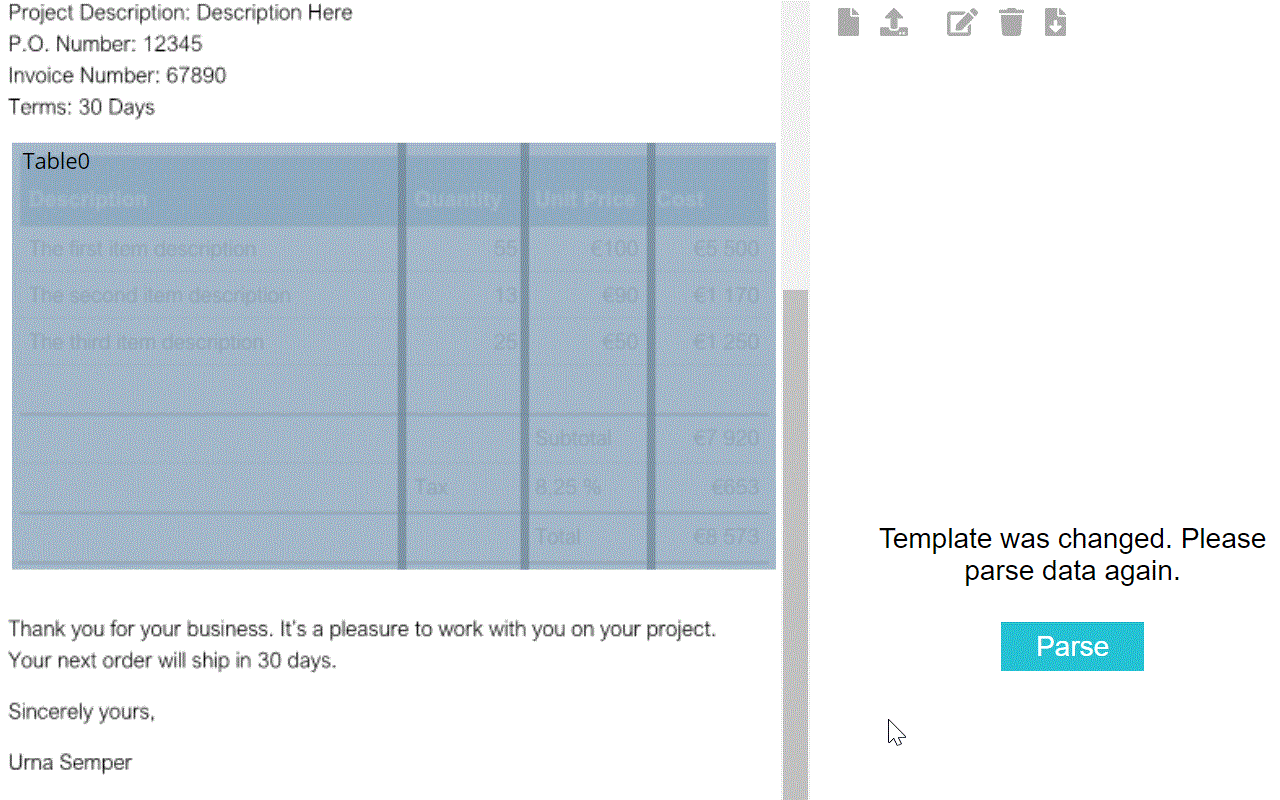 Project Description: Description Here
P.O. Number: 12345
Invoice Number: 67890
Terms: 30 Days
Table0
Description Quantity Unit Price Cost
The first item description 55 €100 €5 500
The second item description 13 €90 €1 170
The third item description 25 €50 €1 250
Subtotal €7 920
Tax 8.25 % €653
Total €8 573
Thank you for your business. It's a pleasure to work with you on your project.
Your next order will ship in 30 days.
Sincerely yours,
Urna Semper
Template was changed. Please
parse data again.
Parse